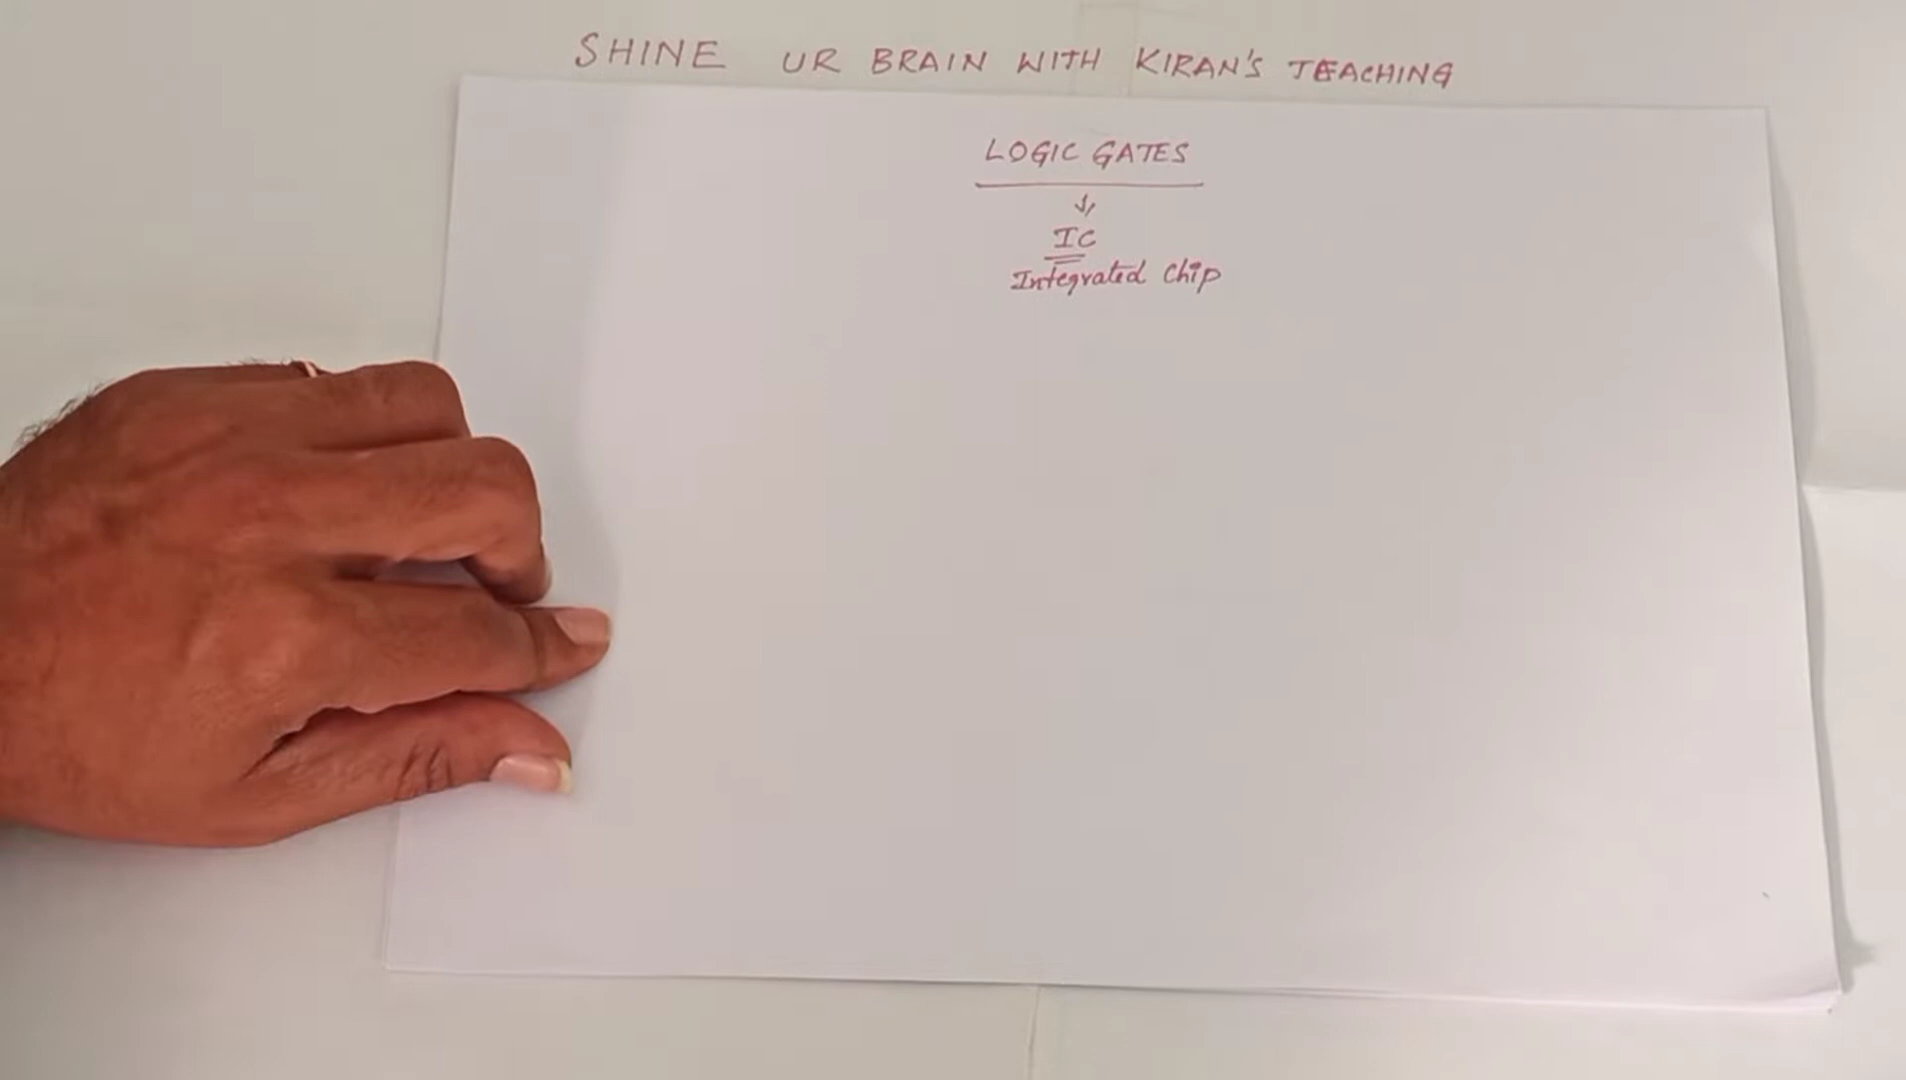 SHINE UR BRAIN WITH KIRAN'S TEACHING
LOGIC GATES
IC
Integrated Chip